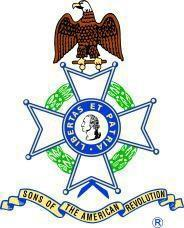 LIBERTAS ET PATRIA
SONS OF THE AMERICAN REVOLUTION
®